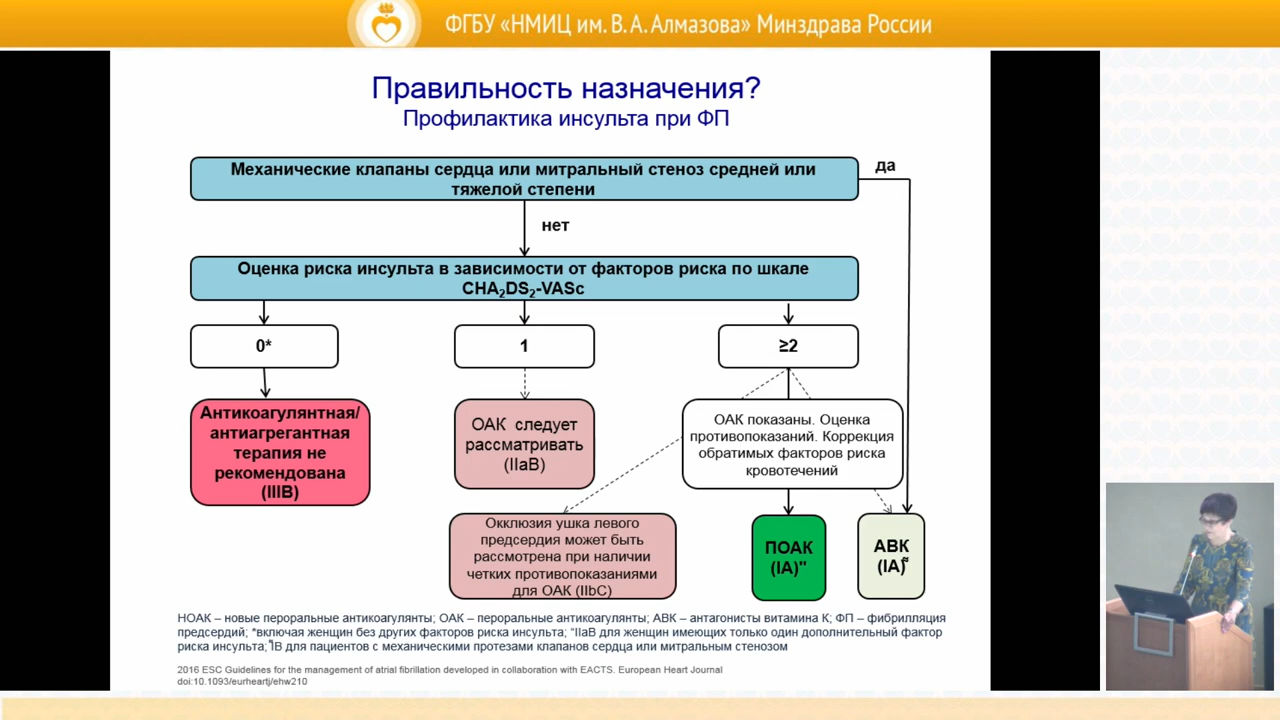 ФГБУ «НМИЦ им. В. А. Алмазова» Минздрава России
Правильность назначения?
Профилактика инсульта при ФП
Механические клапаны сердца или митральный стеноз средней или
тяжелой степени
да
нет
Оценка риска инсульта в зависимости от факторов риска по шкале
CHA₂DS₂-VASc
0*
1
≥2
Антикоагулянтная/
антиагрегантная
терапия не
рекомендована
(IIIB)
ОАК следует
рассматривать
(IIaB)
ОАК показаны. Оценка
противопоказаний. Коррекция
обратимых факторов риска
кровотечений
Окклюзия ушка левого
предсердия может быть
рассмотрена при наличии
четких противопоказаниями
для ОАК (IIbC)
ПОАК
(IA)"
АВК
(IA)
НОАК – новые пероральные антикоагулянты; ОАК – пероральные антикоагулянты; АВК – антагонисты витамина К; ФП – фибрилляция
предсердий; *включая женщин без других факторов риска инсульта; "IIaB для женщин имеющих только один дополнительный фактор
риска инсульта; IB для пациентов с механическими протезами клапанов сердца или митральным стенозом
2016 ESC Guidelines for the management of atrial fibrillation developed in collaboration with EACTS. European Heart Journal
doi:10.1093/eurheartj/ehw210